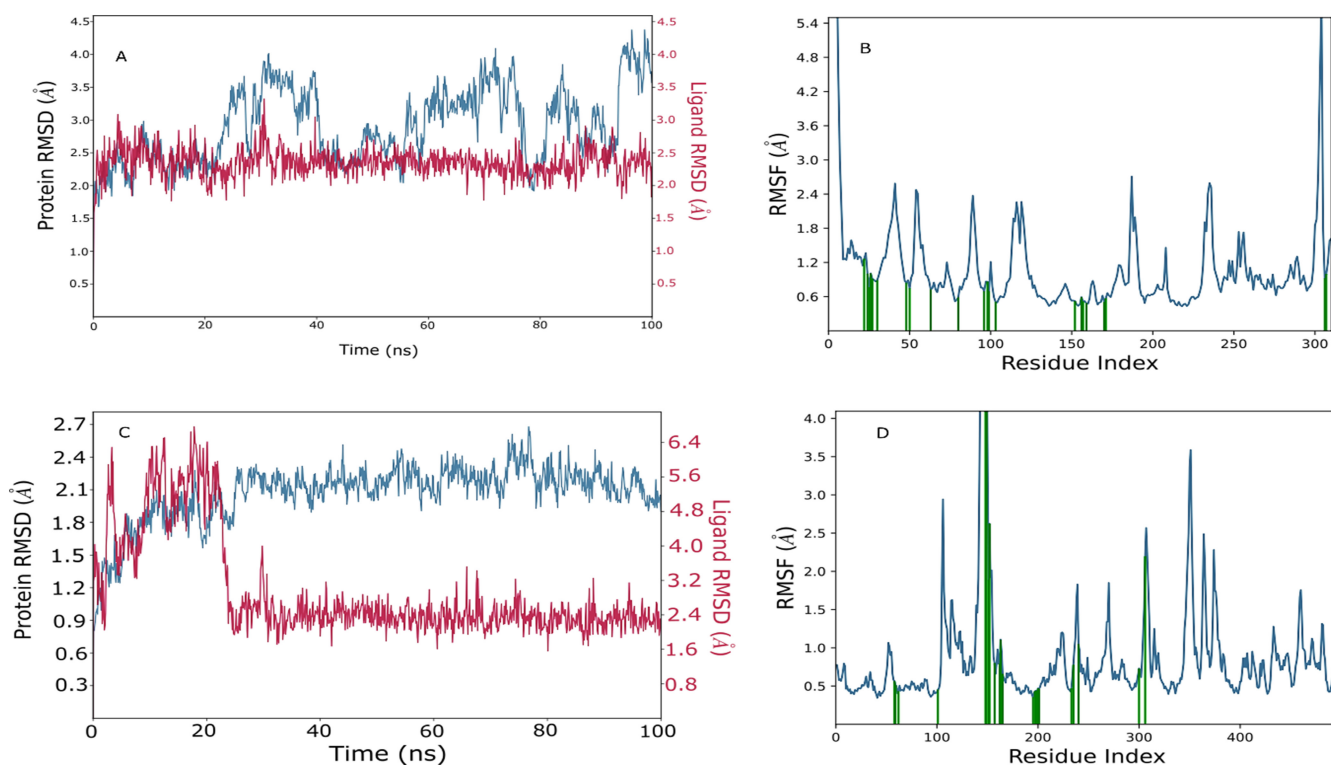 A
Protein RMSD (Å)
4.5
4.0
3.5
3.0
2.5
2.0
1.5
1.0
0.5
4.5
4.0
3.5
3.0
2.5
2.0
1.5
1.0
0.5
Ligand RMSD (Å)
0 20 40 60 80 100
Time (ns)
B
RMSF (Å)
5.4
4.8
3.6
3.0
2.4
1.8
1.2
0.6
0 50 100 150 200 250 300
Residue Index
C
Protein RMSD (Å)
2.7
2.4
2.1
1.8
1.5
1.2
0.9
0.6
0.3
6.4
5.6
4.8
4.0
3.2
2.4
1.6
0.8
Ligand RMSD (Å)
0 20 40 60 80 100
Time (ns)
D
RMSF (Å)
4.0
3.5
3.0
2.5
2.0
1.5
1.0
0.5
0 100 200 300 400
Residue Index